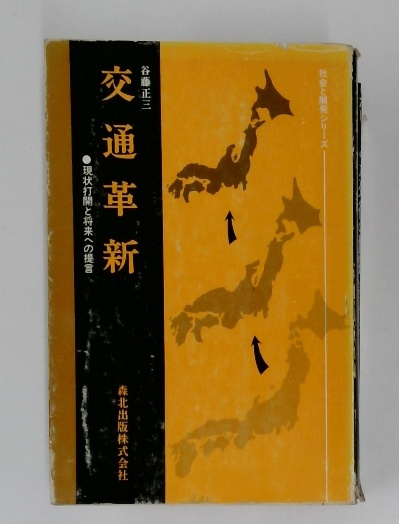 社会と開発シリーズ
谷藤正三
交通革新
●現状打開と将来への提言
森北出版株式会社